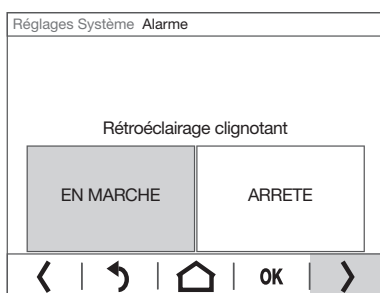 Réglages Système Alarme
Rétroéclairage clignotant
EN MARCHE
ARRETE
OK